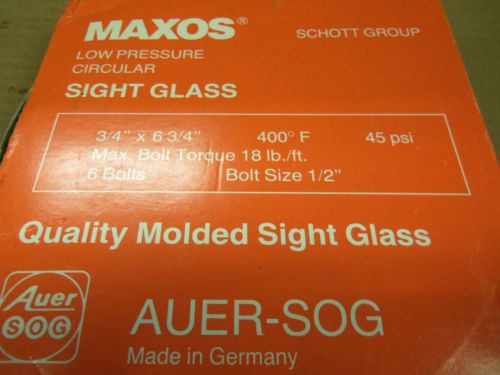 MAXOS®
SCHOTT GROUP
LOW PRESSURE
CIRCULAR
SIGHT GLASS
3/4" x 6 3/4" 400° F 45 psi
Max. Bolt Torque 18 lb./ft.
6 Bolts Bolt Size 1/2"
Quality Molded Sight Glass
Auer
SOG
AUER-SOG
Made in Germany